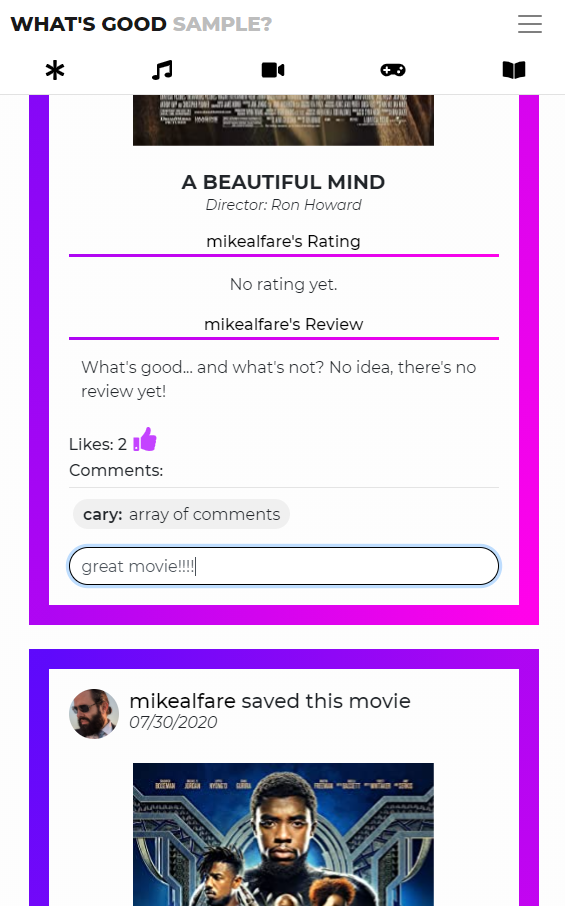 WHAT'S GOOD SAMPLE?
A BEAUTIFUL MIND
Director: Ron Howard
mikealfare's Rating
No rating yet.
mikealfare's Review
What's good... and what's not? No idea, there's no
review yet!
Likes: 2
Comments:
cary: array of comments
great movie!!!!
mikealfare saved this movie
07/30/2020